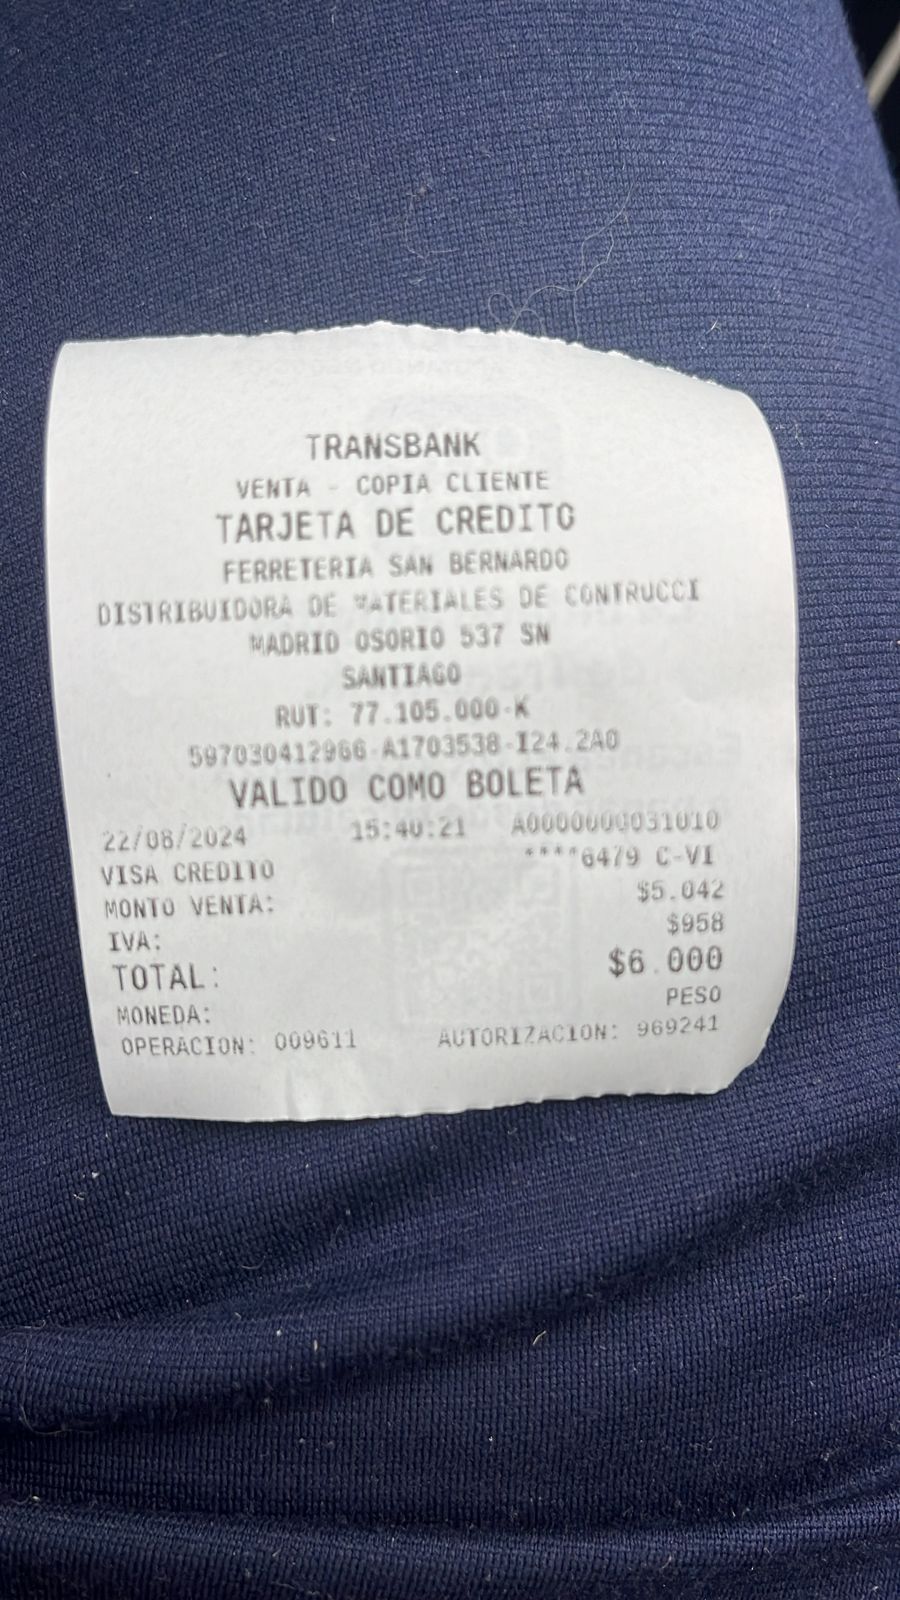 TRANSBANK
VENTA - COPIA CLIENTE
TARJETA DE CREDITO
FERRETERIA SAN BERNARDO
DISTRIBUIDORA DE MATERIALES DE CONTRUCCI
MADRID OSORIO 537 SN
SANTIAGO
RUT: 77.105.000-K
597030412966-A1703538-I24.2A0
VALIDO COMO BOLETA
22/08/2024 15:40:21 A0000000031010
VISA CREDITO ****6479 C-VI
MONTO VENTA: $5.042
IVA: $958
TOTAL: $6.000
MONEDA: PESO
OPERACION: 009611 AUTORIZACION: 969241